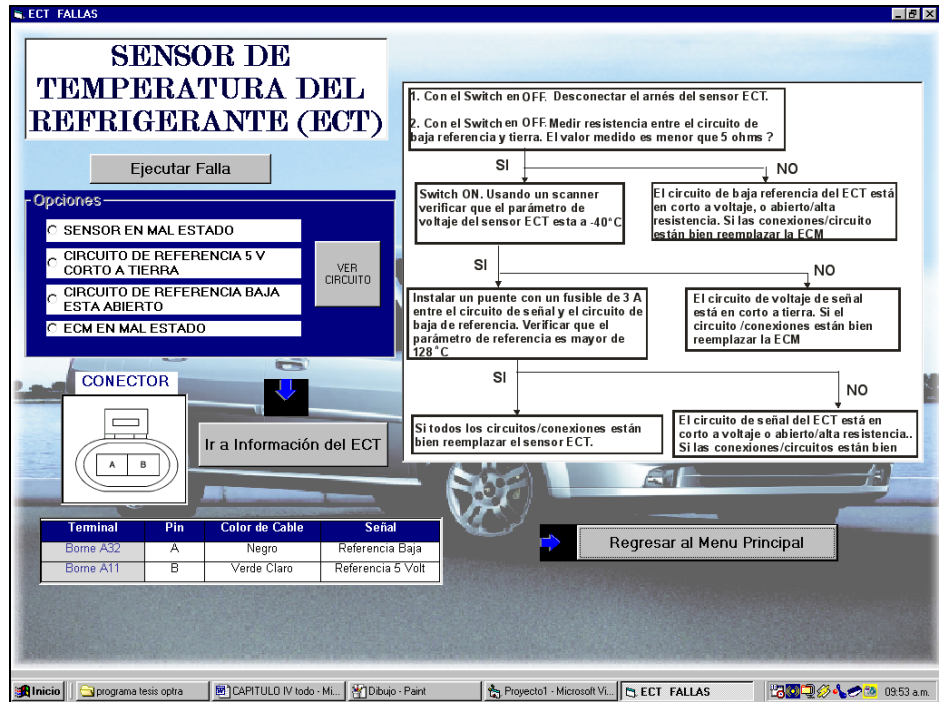 ECT FALLAS
SENSOR DE
TEMPERATURA DEL
REFRIGERANTE (ECT)
Ejecutar Falla
Opciones
SENSOR EN MAL ESTADO
CIRCUITO DE REFERENCIA 5 V
CORTO A TIERRA
CIRCUITO DE REFERENCIA BAJA
ESTA ABIERTO
ECM EN MAL ESTADO
VER
CIRCUITO
CONECTOR
A B
Ir a Información del ECT
1. Con el Switch en OFF. Desconectar el arnés del sensor ECT.
2. Con el Switch en OFF. Medir resistencia entre el circuito de
baja referencia y tierra. El valor medido es menor que 5 ohms ?
SI
NO
Switch ON. Usando un scanner
verificar que el parámetro de
voltaje del sensor ECT esta a -40°C
El circuito de baja referencia del ECT está
en corto a voltaje, o abierto/alta
resistencia. Si las conexiones/circuito
están bien reemplazar la ECM
SI
NO
Instalar un puente con un fusible de 3 A
entre el circuito de señal y el circuito de
baja de referencia. Verificar que el
parámetro de referencia es mayor de
128°C
El circuito de voltaje de señal
está en corto a tierra. Si el
circuito /conexiones están bien
reemplazar la ECM
SI
NO
Si todos los circuitos/conexiones están
bien reemplazar el sensor ECT.
El circuito de señal del ECT está en
corto a voltaje o abierto/alta resistencia..
Si las conexiones/circuitos están bien
Terminal Pin Color de Cable Señal
Borne A32 A Negro Referencia Baja
Borne A11 B Verde Claro Referencia 5 Volt
Regresar al Menu Principal
Inicio programa tesis optra CAPITULO IV todo - Mi... Dibujo - Paint Proyecto1 - Microsoft Vi... ECT FALLAS 09:53 a.m.